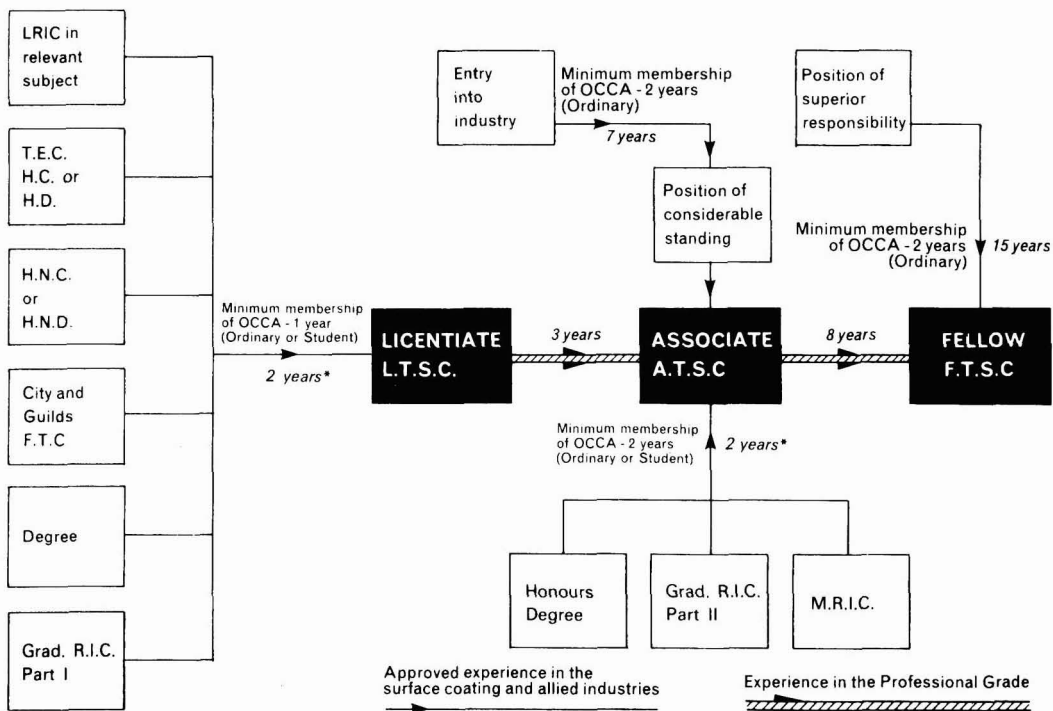 LRIC in
relevant
subject
T.E.C.
H.C. or
H.D.
H.N.C.
or
H.N.D.
City and
Guilds
F.T.C
Degree
Grad. R.I.C.
Part I
Minimum membership
of OCCA - 1 year
(Ordinary or Student)
2 years*
LICENTIATE
L.T.S.C.
3 years
Entry
into
industry
Minimum membership
of OCCA - 2 years
(Ordinary)
7 years
Position of
considerable
standing
ASSOCIATE
A.T.S.C
8 years
Position of
superior
responsibility
Minimum membership
of OCCA - 2 years
(Ordinary)
15 years
FELLOW
F.T.S.C
Minimum membership
of OCCA - 2 years
(Ordinary or Student)
2 years*
Honours
Degree
Grad. R.I.C.
Part II
M.R.I.C.
Approved experience in the
surface coating and allied industries
Experience in the Professional Grade